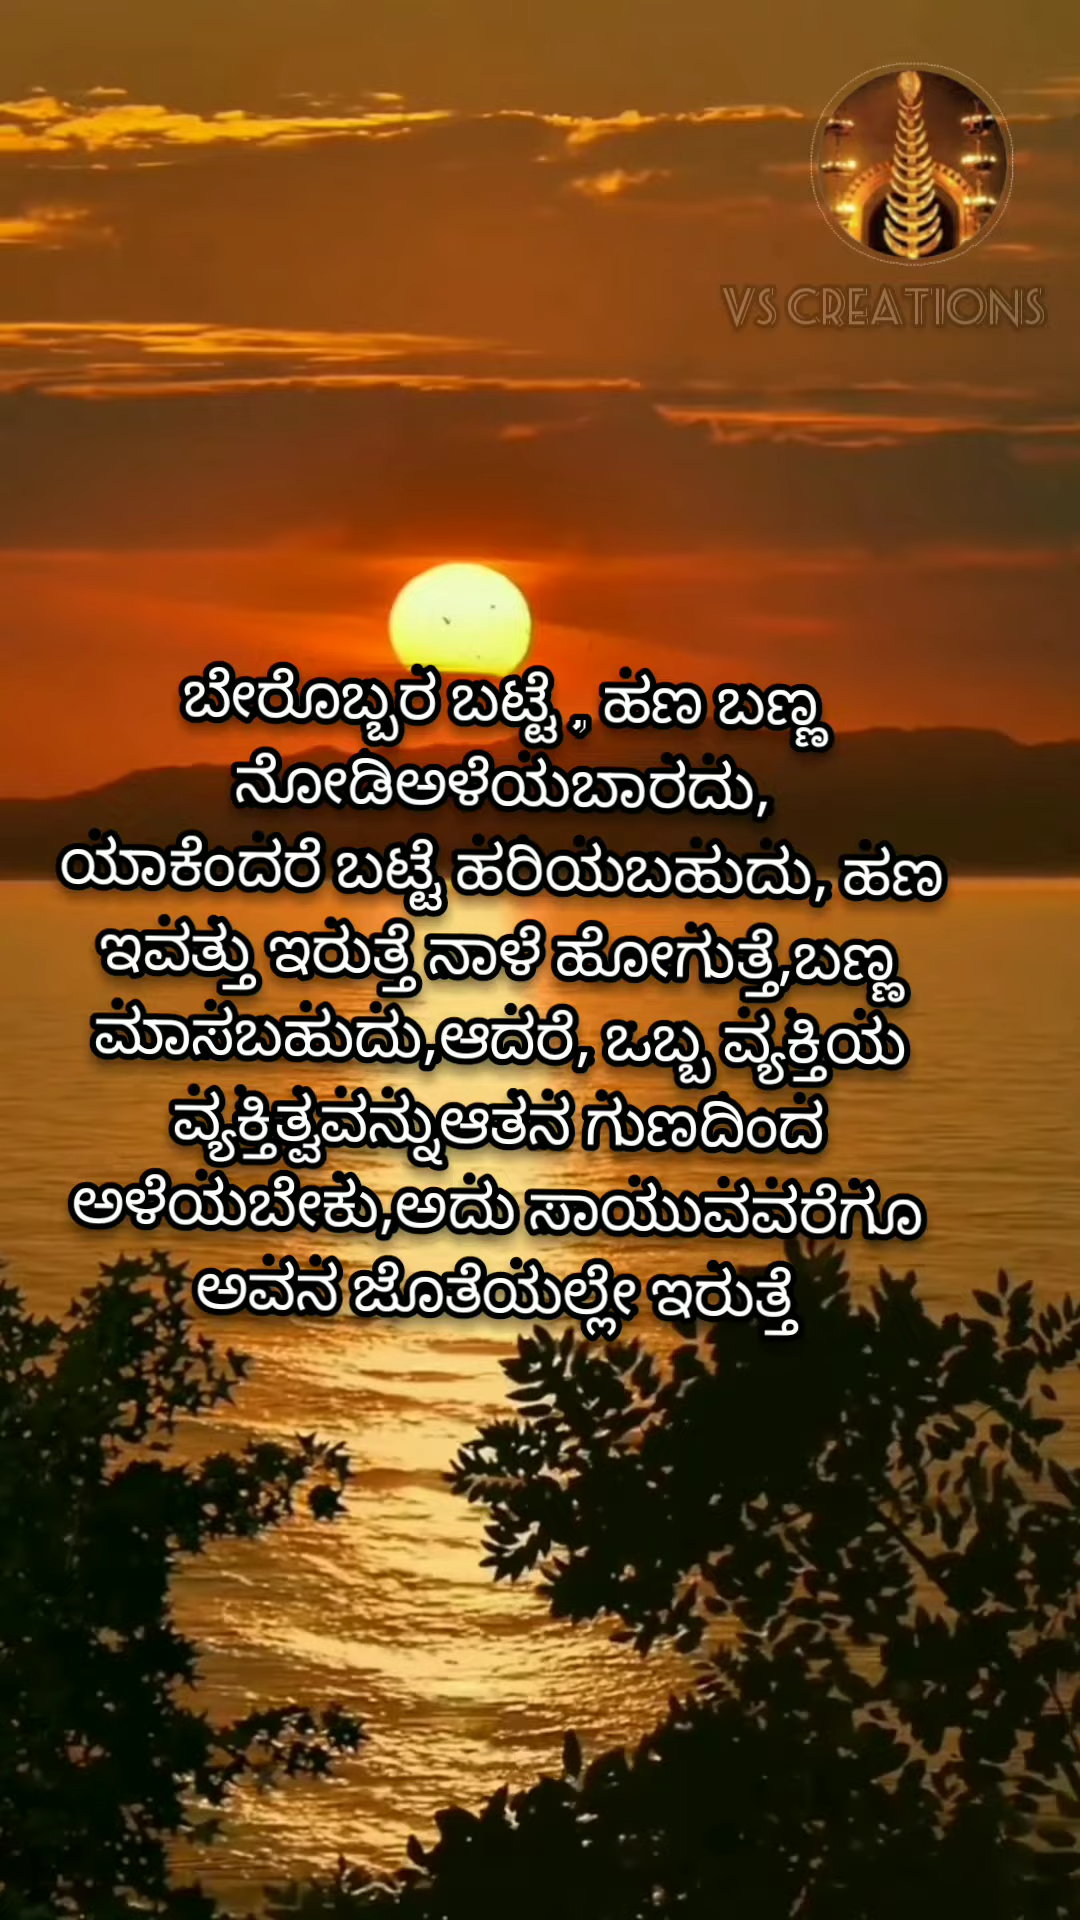 VS CREATIONS
ಬೇರೊಬ್ಬರ ಬಟ್ಟೆ ,, ಹಣ ಬಣ್ಣ
ನೋಡಿಅಳೆಯಬಾರದು,
ಯಾಕೆಂದರೆ ಬಟ್ಟೆ ಹರಿಯಬಹುದು, ಹಣ
ಇವತ್ತು ಇರುತ್ತೆ ನಾಳೆ ಹೋಗುತ್ತೆ,ಬಣ್ಣ
ಮಾಸಬಹುದು,ಆದರೆ, ಒಬ್ಬ ವ್ಯಕ್ತಿಯ
ವ್ಯಕ್ತಿತ್ವವನ್ನುಆತನ ಗುಣದಿಂದ
ಅಳೆಯಬೇಕು,ಅದು ಸಾಯುವವರೆಗೂ
ಅವನ ಜೊತೆಯಲ್ಲೇ ಇರುತ್ತೆ